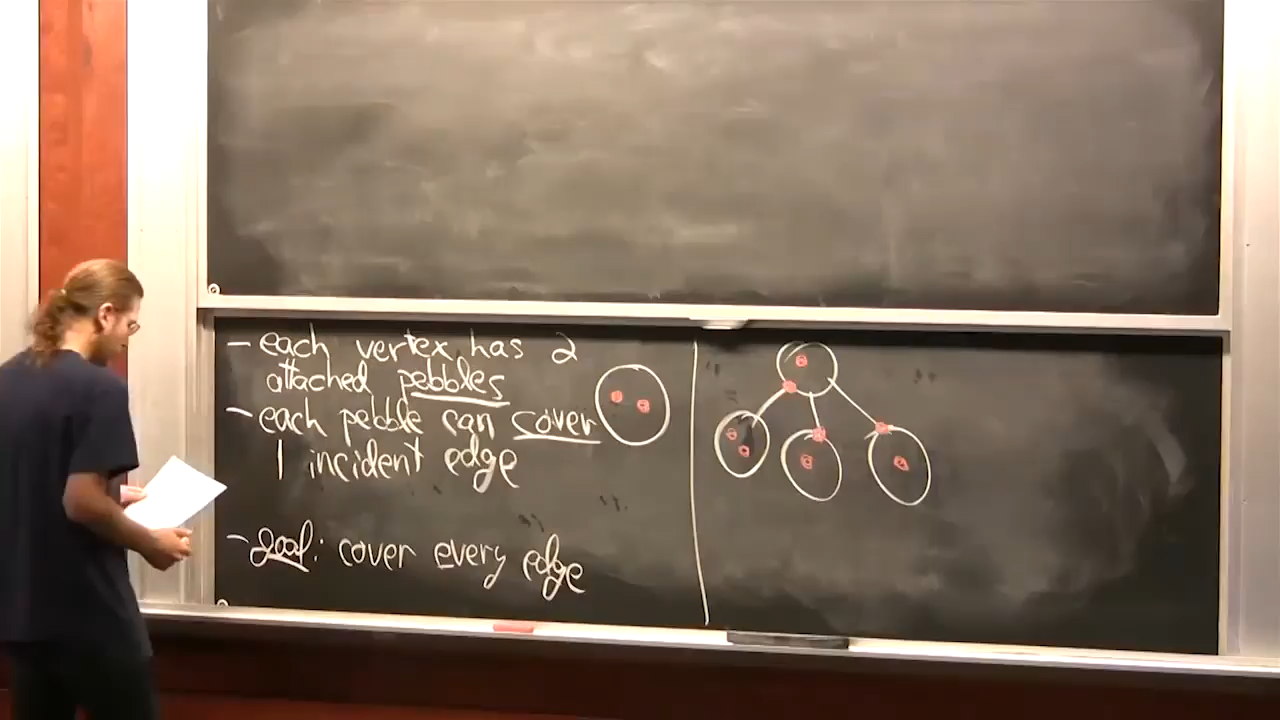 - each vertex has 2
attached pebbles
- each pebble can cover
1 incident edge
- goal: cover every edge